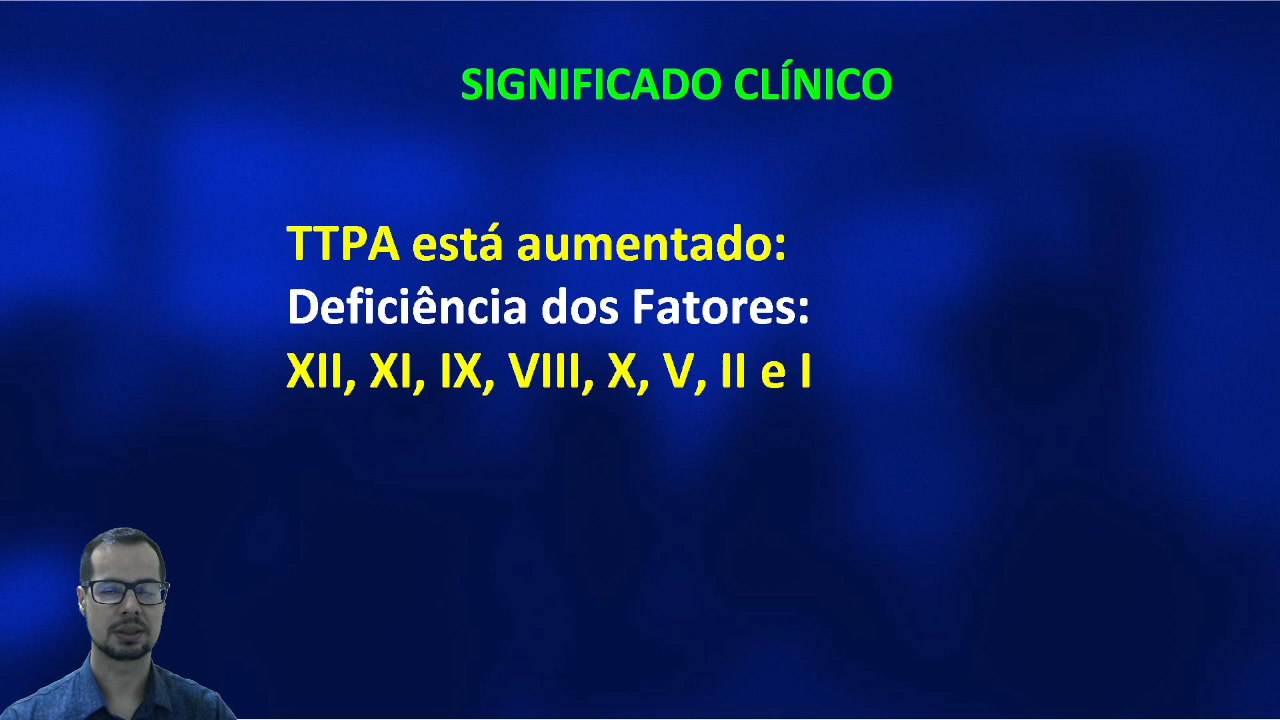 SIGNIFICADO CLÍNICO
TTPA está aumentado:
Deficiência dos Fatores:
XII, XI, IX, VIII, X, V, II e I